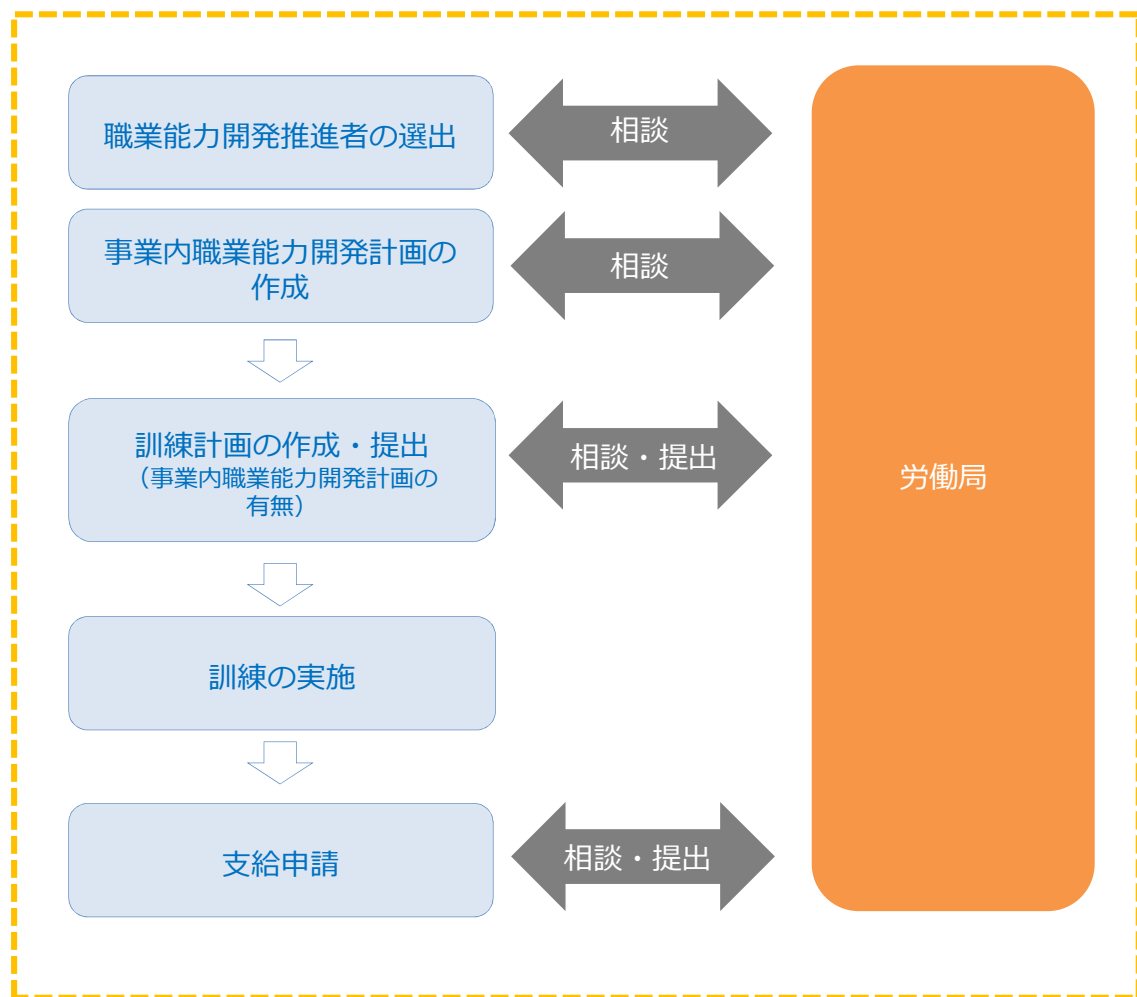 職業能力開発推進者の選出
相談
事業内職業能力開発計画の
作成
相談
訓練計画の作成・提出
（事業内職業能力開発計画の
有無）
相談・提出
労働局
訓練の実施
支給申請
相談・提出